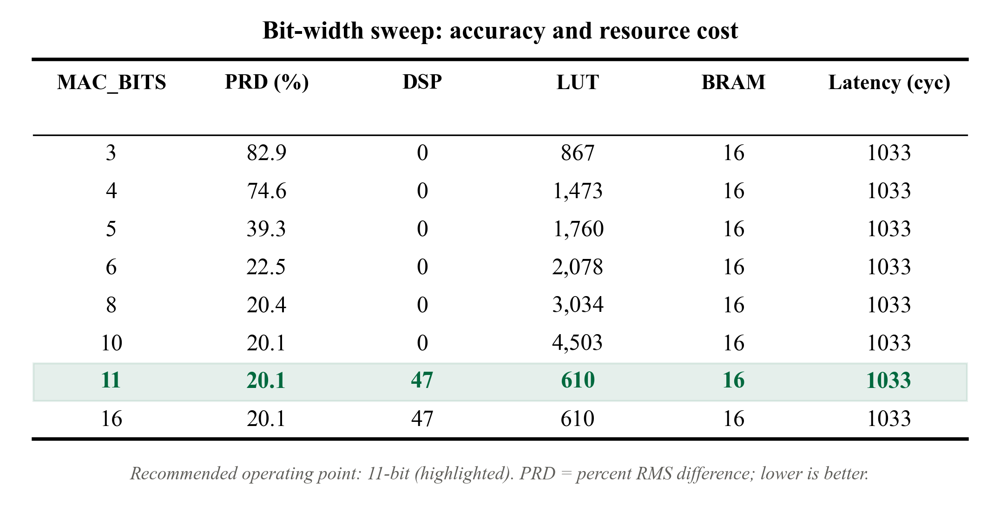 Bit-width sweep: accuracy and resource cost
MAC_BITS PRD (%) DSP LUT BRAM Latency (cyc)
3 82.9 0 867 16 1033
4 74.6 0 1,473 16 1033
5 39.3 0 1,760 16 1033
6 22.5 0 2,078 16 1033
8 20.4 0 3,034 16 1033
10 20.1 0 4,503 16 1033
11 20.1 47 610 16 1033
16 20.1 47 610 16 1033
Recommended operating point: 11-bit (highlighted). PRD = percent RMS difference; lower is better.